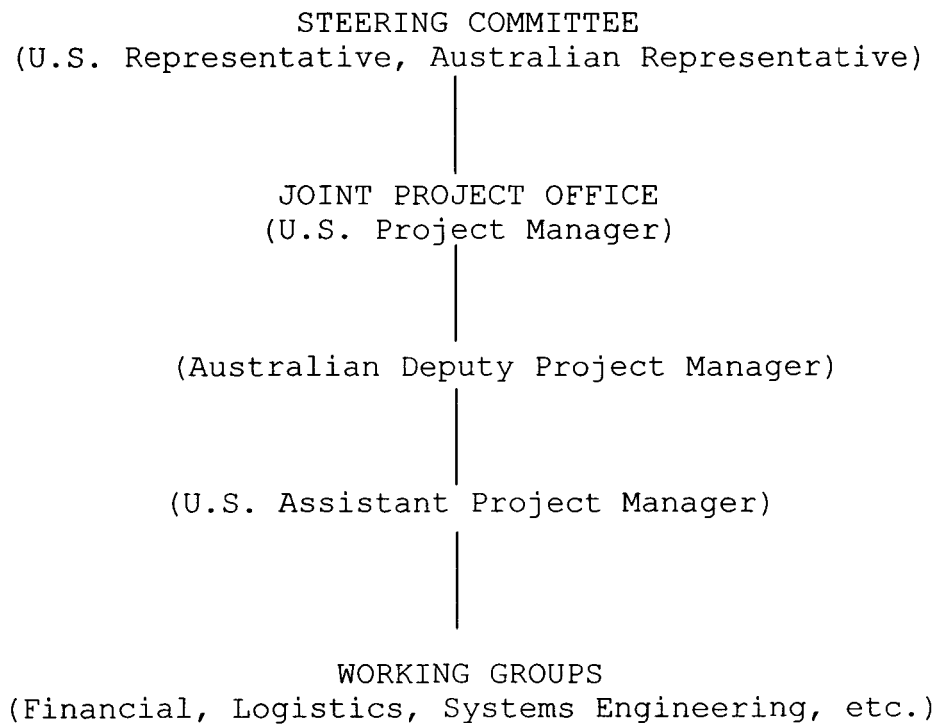 STEERING COMMITTEE
(U.S. Representative, Australian Representative)
JOINT PROJECT OFFICE
(U.S. Project Manager)
(Australian Deputy Project Manager)
(U.S. Assistant Project Manager)
WORKING GROUPS
(Financial, Logistics, Systems Engineering, etc.)